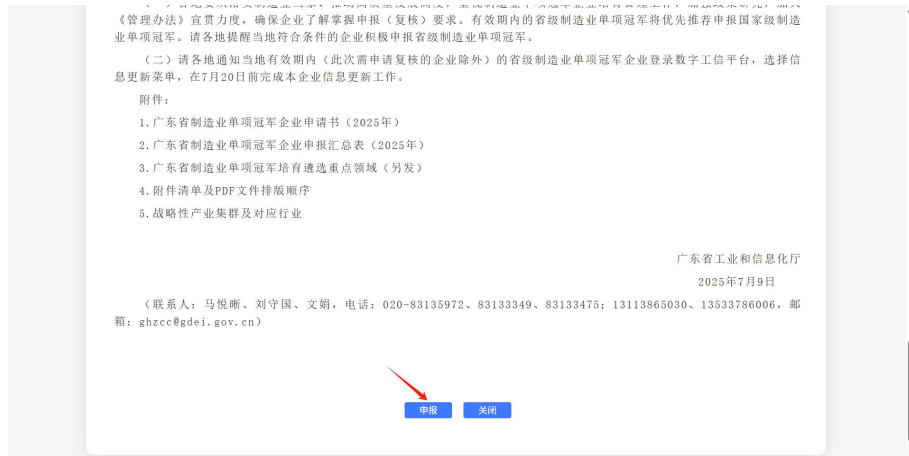 《管理办法》宣贯力度，确保企业了解掌握申报（复核）要求。有效期内的省级制造业单项冠军将优先推荐申报国家级制造
业单项冠军。请各地提醒当地符合条件的企业积极申报省级制造业单项冠军。
（二）请各地通知当地有效期内（此次需申请复核的企业除外）的省级制造业单项冠军企业登录数字工信平台，选择信
息更新菜单，在7月20日前完成本企业信息更新工作。
附件：
1.广东省制造业单项冠军企业申请书（2025年）
2.广东省制造业单项冠军企业申报汇总表（2025年）
3.广东省制造业单项冠军培育遴选重点领域（另发）
4.附件清单及PDF文件排版顺序
5.战略性产业集群及对应行业
广东省工业和信息化厅
2025年7月9日
（联系人：马悦晰、刘守国、文娟，电话：020-83135972、83133349、83133475；13113865030、13533786006，邮
箱：ghzcc@gdei.gov.cn）
申报
关闭